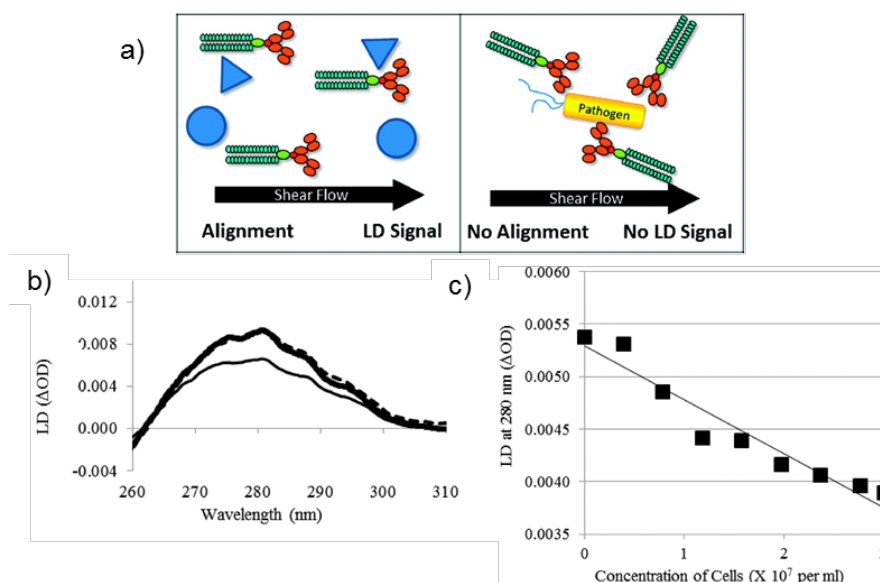 a)
Pathogen
Shear Flow
Shear Flow
Alignment
LD Signal
No Alignment
No LD Signal
b)
0.012
0.008
0.004
0.000
-0.004
LD (ΔOD)
260
270
280
290
300
310
Wavelength (nm)
c)
0.0060
0.0055
0.0050
0.0045
0.0040
0.0035
LD at 280 nm (ΔOD)
0
1
2
Concentration of Cells (X 10⁷ per ml)